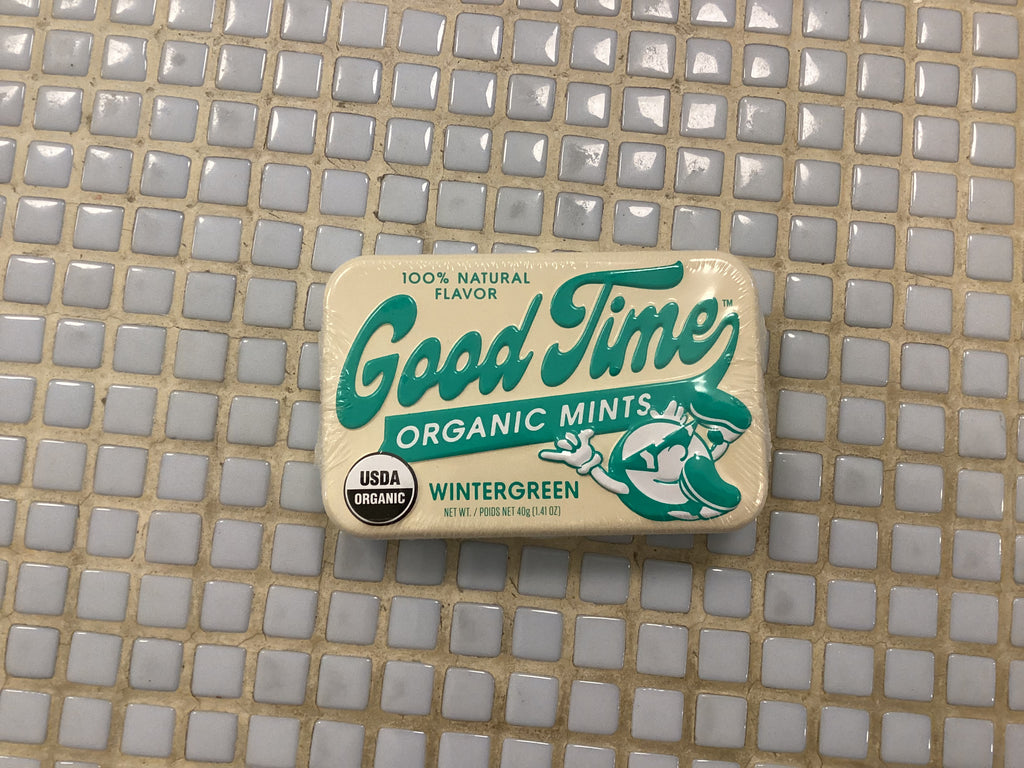 100% NATURAL
FLAVOR
Good Time™
ORGANIC MINTS
USDA
ORGANIC
WINTERGREEN
NET WT. / POIDS NET 40g (1.41 OZ)